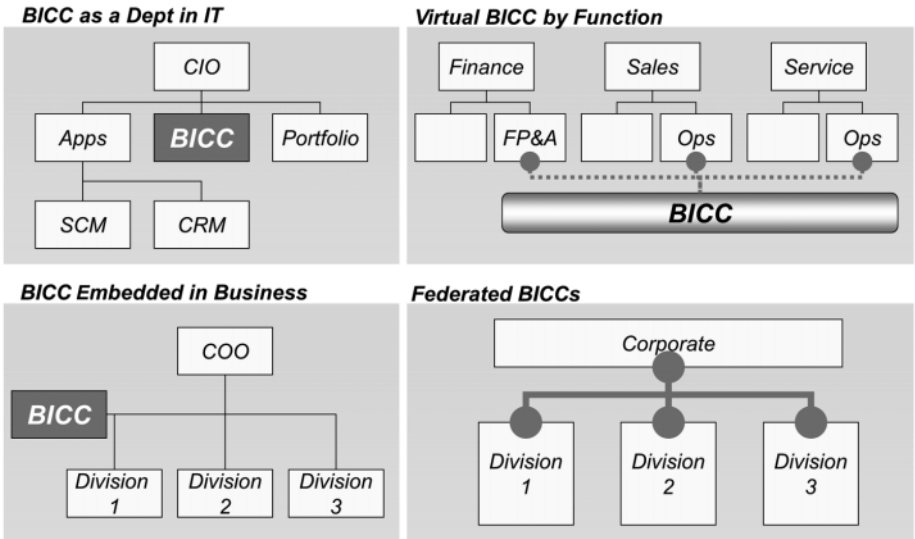 BICC as a Dept in IT
CIO
Apps
BICC
Portfolio
SCM
CRM
Virtual BICC by Function
Finance
Sales
Service
FP&A
Ops
Ops
BICC
BICC Embedded in Business
COO
BICC
Division
1
Division
2
Division
3
Federated BICCs
Corporate
Division
1
Division
2
Division
3